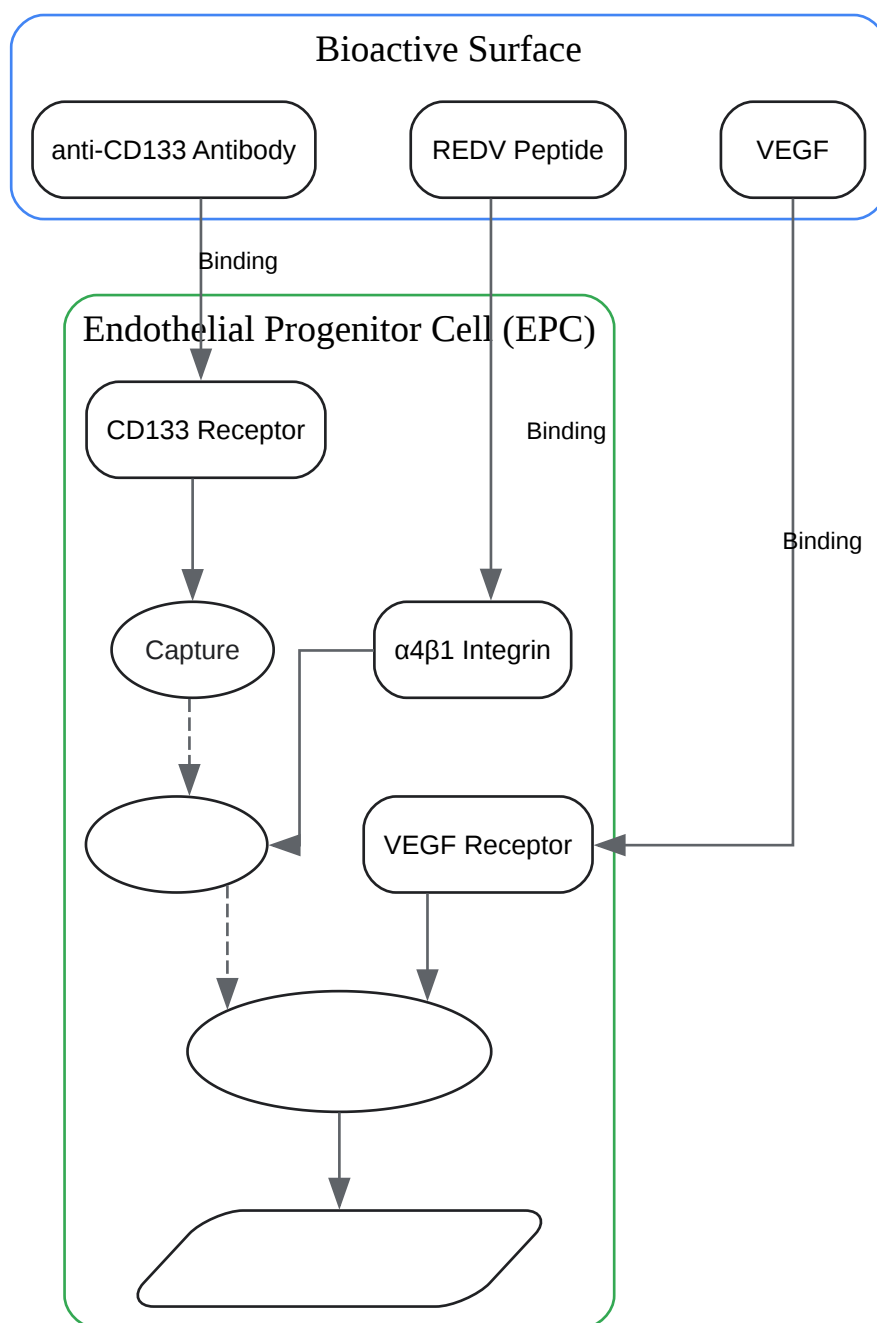 Bioactive Surface
anti-CD133 Antibody
REDV Peptide
VEGF
Binding
Endothelial Progenitor Cell (EPC)
CD133 Receptor
Binding
Binding
Capture
α4β1 Integrin
VEGF Receptor